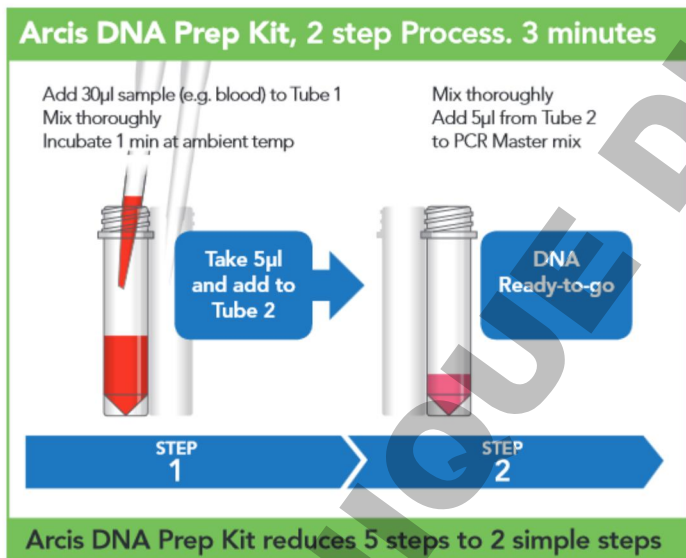 Arcis DNA Prep Kit, 2 step Process. 3 minutes
Add 30µl sample (e.g. blood) to Tube 1
Mix thoroughly
Incubate 1 min at ambient temp
Mix thoroughly
Add 5µl from Tube 2
to PCR Master mix
Take 5µl
and add to
Tube 2
DNA
Ready-to-go
STEP
1
STEP
2
Arcis DNA Prep Kit reduces 5 steps to 2 simple steps